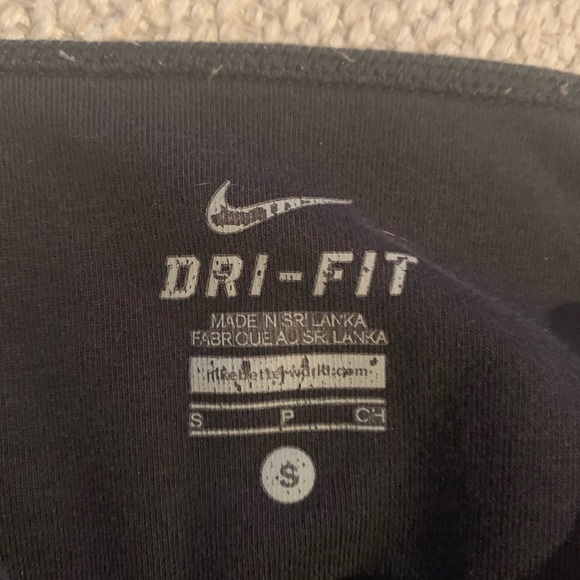 DRI-FIT
MADE IN SRI LANKA
FABRIQUE AU SRI LANKA
nikebetterworld.com
S P CH
S